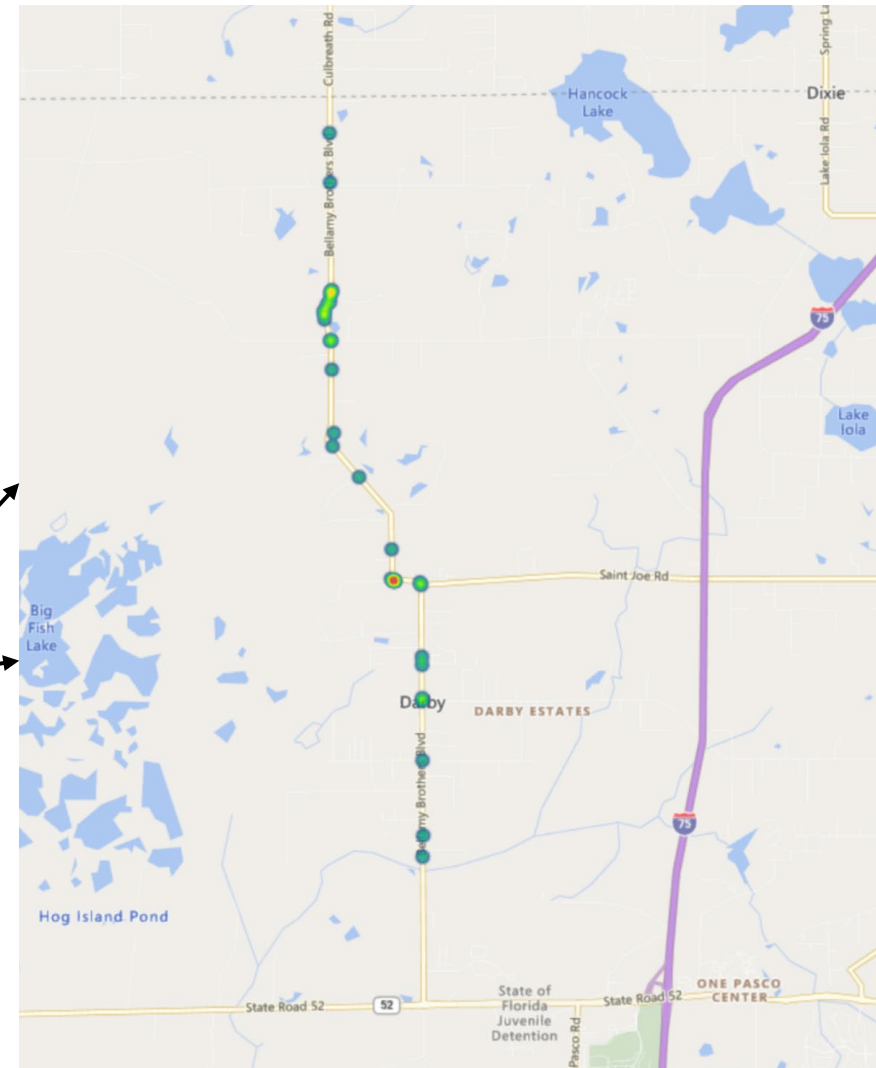 Culbreath Rd
Spring
Hancock
Lake
Dixie
Bellamy Brothers Blvd
Lake Iola Rd
75
Lake
Iola
Saint Joe Rd
Big
Fish
Lake
Darby
DARBY ESTATES
Bellamy Brothers Blvd
75
Hog Island Pond
State of
Florida
Juvenile
Detention
ONE PASCO
CENTER
State Road 52
52
State Road 52
Pasco Rd